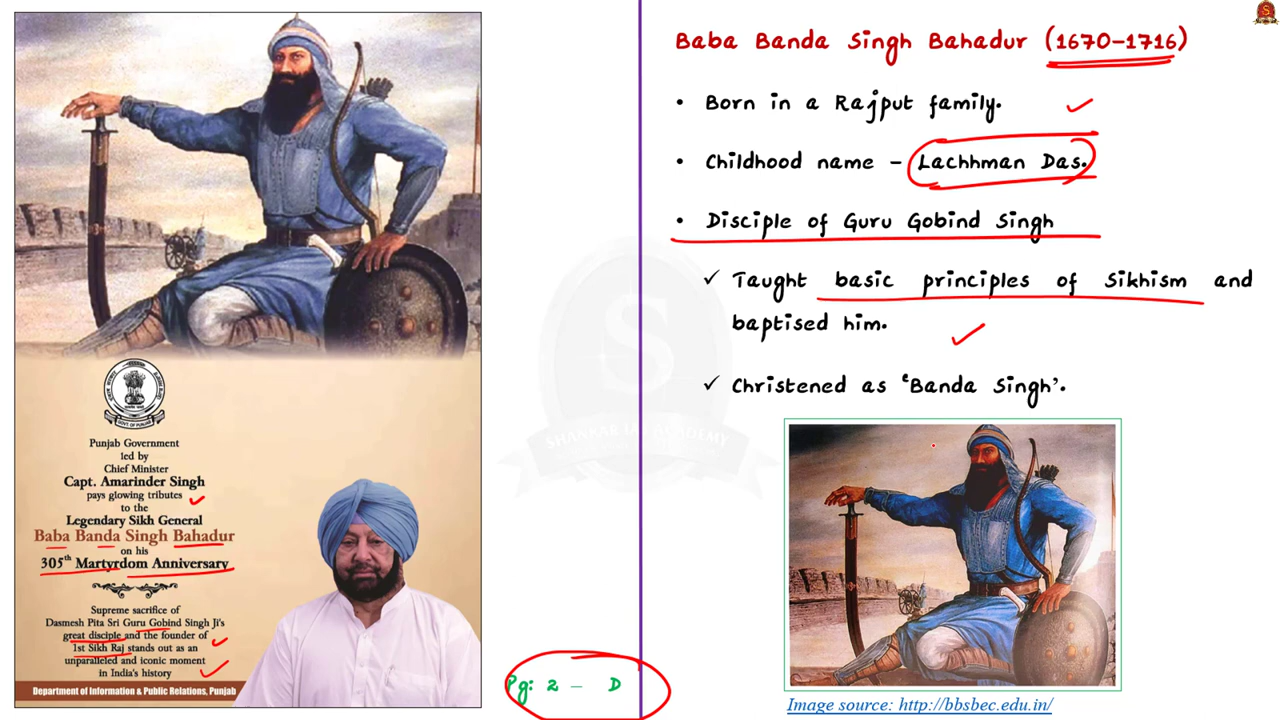 Punjab Government
led by
Chief Minister
Capt. Amarinder Singh
pays glowing tributes
to the
Legendary Sikh General
Baba Banda Singh Bahadur
on his
305th Martyrdom Anniversary
Supreme sacrifice of
Dasmesh Pita Sri Guru Gobind Singh Ji's
great disciple and the founder of
1st Sikh Raj stands out as an
unparalleled and iconic moment
in India's history
Department of Information & Public Relations, Punjab
Pg: 2 - D
Baba Banda Singh Bahadur (1670-1716)
• Born in a Rajput family.
• Childhood name - Lachhman Das.
• Disciple of Guru Gobind Singh
✓ Taught basic principles of Sikhism and
baptised him.
✓ Christened as 'Banda Singh'.
SHANKAR IAS ACADEMY
Image source: http://bbsbec.edu.in/